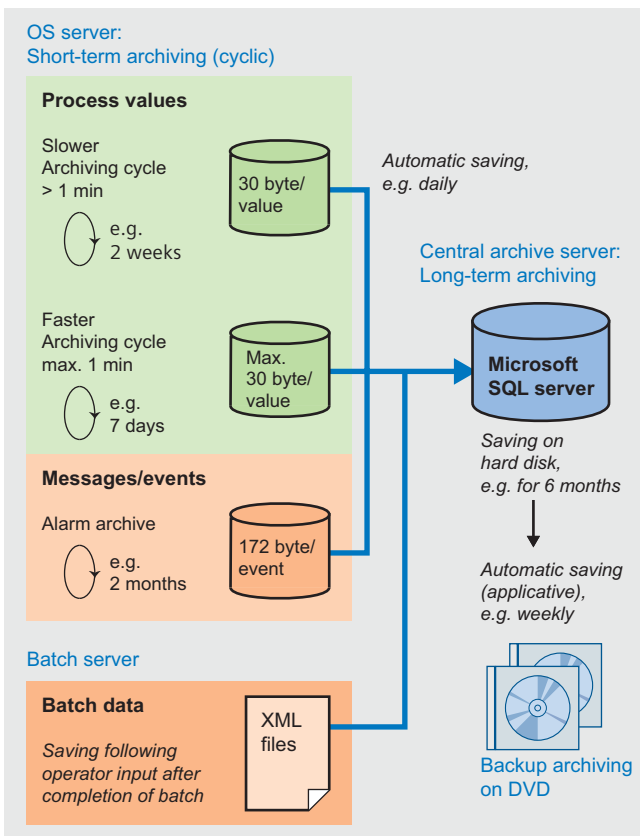 OS server:
Short-term archiving (cyclic)
Process values
Slower
Archiving cycle
> 1 min
e.g.
2 weeks
30 byte/
value
Automatic saving,
e.g. daily
Faster
Archiving cycle
max. 1 min
e.g.
7 days
Max.
30 byte/
value
Central archive server:
Long-term archiving
Microsoft
SQL server
Saving on
hard disk,
e.g. for 6 months
Messages/events
Alarm archive
e.g.
2 months
172 byte/
event
Automatic saving
(applicative),
e.g. weekly
Backup archiving
on DVD
Batch server
Batch data
Saving following
operator input after
completion of batch
XML
files